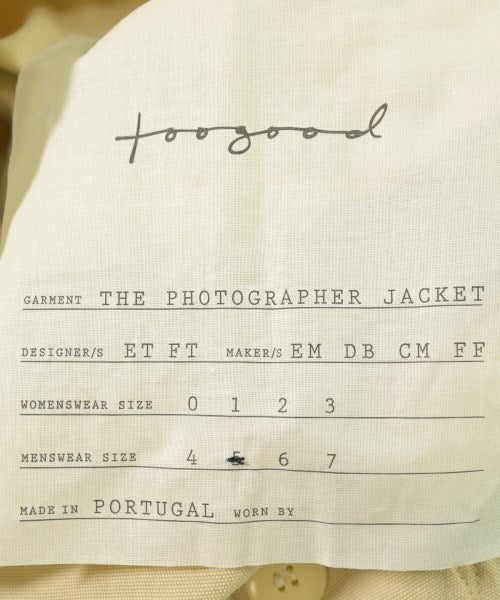 toogood
GARMENT THE PHOTOGRAPHER JACKET
DESIGNER/S ET FT MAKER/S EM DB CM FF
WOMENSWEAR SIZE 0 1 2 3
MENSWEAR SIZE 4 5 6 7
MADE IN PORTUGAL WORN BY